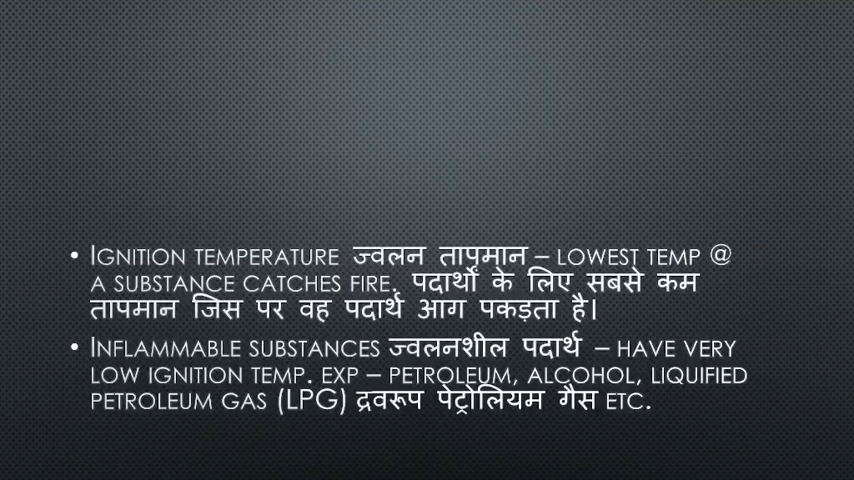 • Ignition temperature ज्वलन तापमान – lowest temp @
a substance catches fire. पदार्थों के लिए सबसे कम
तापमान जिस पर वह पदार्थ आग पकड़ता है।
• Inflammable substances ज्वलनशील पदार्थ – have very
low ignition temp. exp – petroleum, alcohol, liquified
petroleum gas (LPG) द्रवरूप पेट्रोलियम गैस etc.